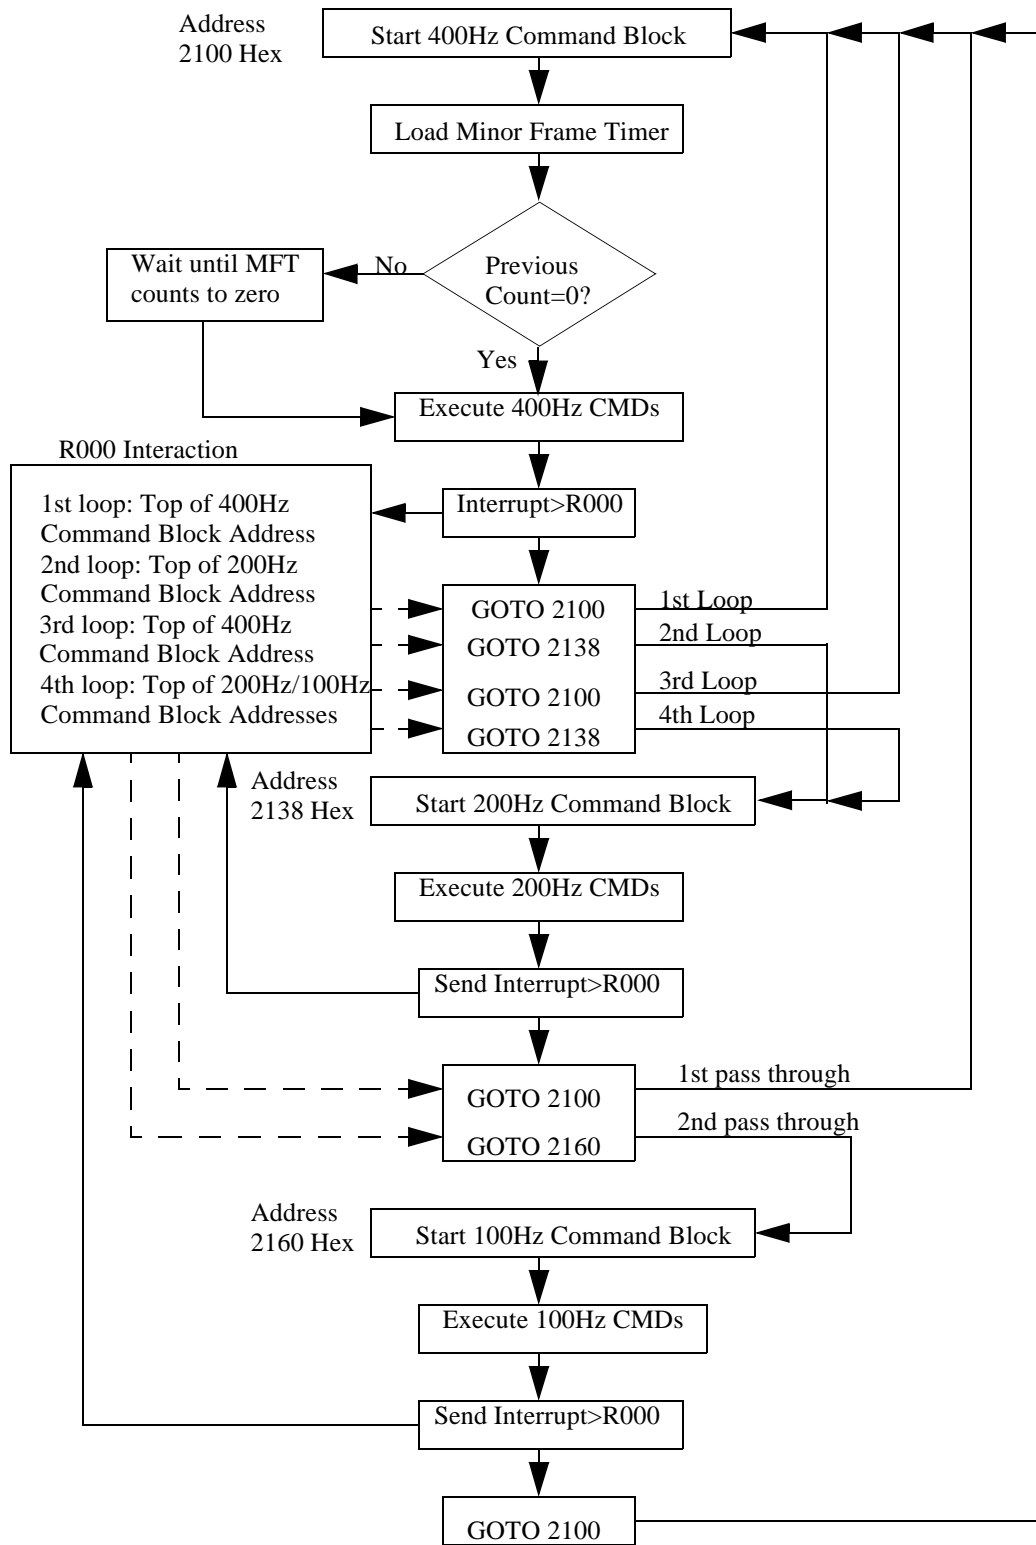 Address
2100 Hex
Start 400Hz Command Block
Load Minor Frame Timer
Previous
Count=0?
No
Wait until MFT
counts to zero
Yes
Execute 400Hz CMDs
R000 Interaction
1st loop: Top of 400Hz
Command Block Address
2nd loop: Top of 200Hz
Command Block Address
3rd loop: Top of 400Hz
Command Block Address
4th loop: Top of 200Hz/100Hz
Command Block Addresses
Interrupt>R000
GOTO 2100
1st Loop
GOTO 2138
2nd Loop
GOTO 2100
3rd Loop
GOTO 2138
4th Loop
Address
2138 Hex
Start 200Hz Command Block
Execute 200Hz CMDs
Send Interrupt>R000
GOTO 2100
1st pass through
GOTO 2160
2nd pass through
Address
2160 Hex
Start 100Hz Command Block
Execute 100Hz CMDs
Send Interrupt>R000
GOTO 2100